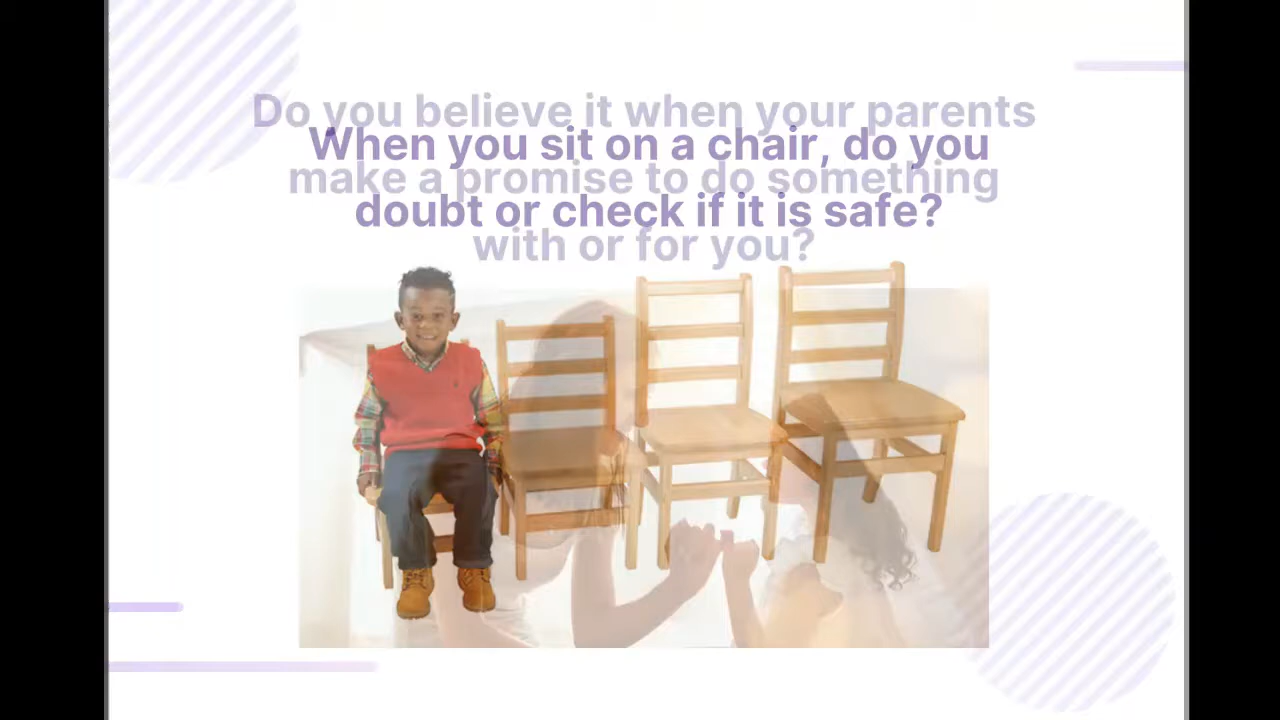 Do you believe it when your parents
make a promise to do something
with or for you?
When you sit on a chair, do you
doubt or check if it is safe?